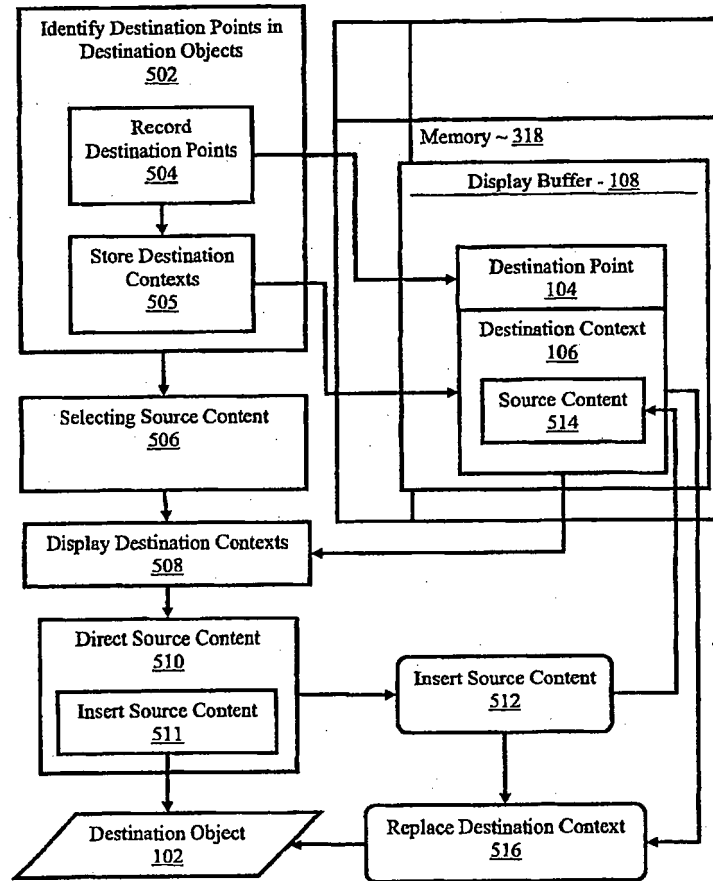 Identify Destination Points in
Destination Objects
502
Record
Destination Points
504
Store Destination
Contexts
505
Selecting Source Content
506
Display Destination Contexts
508
Direct Source Content
510
Insert Source Content
511
Destination Object
102
Memory ~ 318
Display Buffer - 108
Destination Point
104
Destination Context
106
Source Content
514
Insert Source Content
512
Replace Destination Context
516